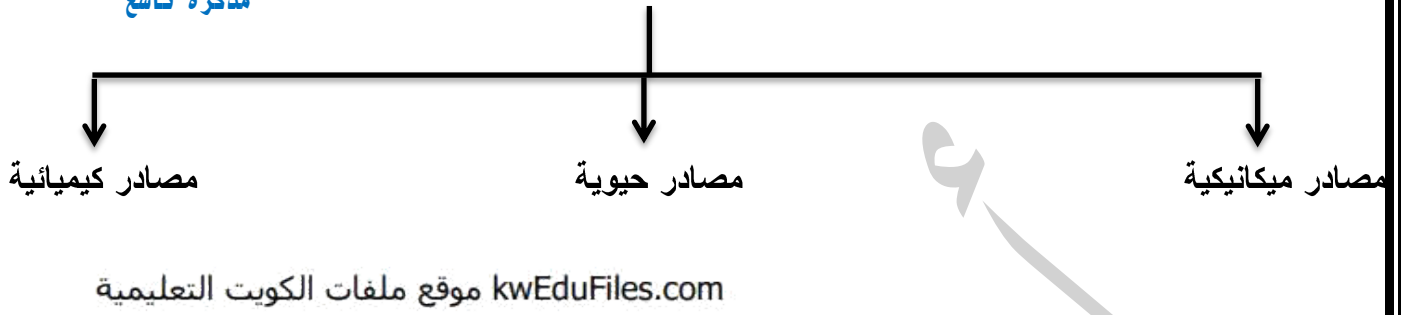 مذكرة تاسع
مصادر ميكانيكية مصادر حيوية مصادر كيميائية
kwEduFiles.com موقع ملفات الكويت التعليمية